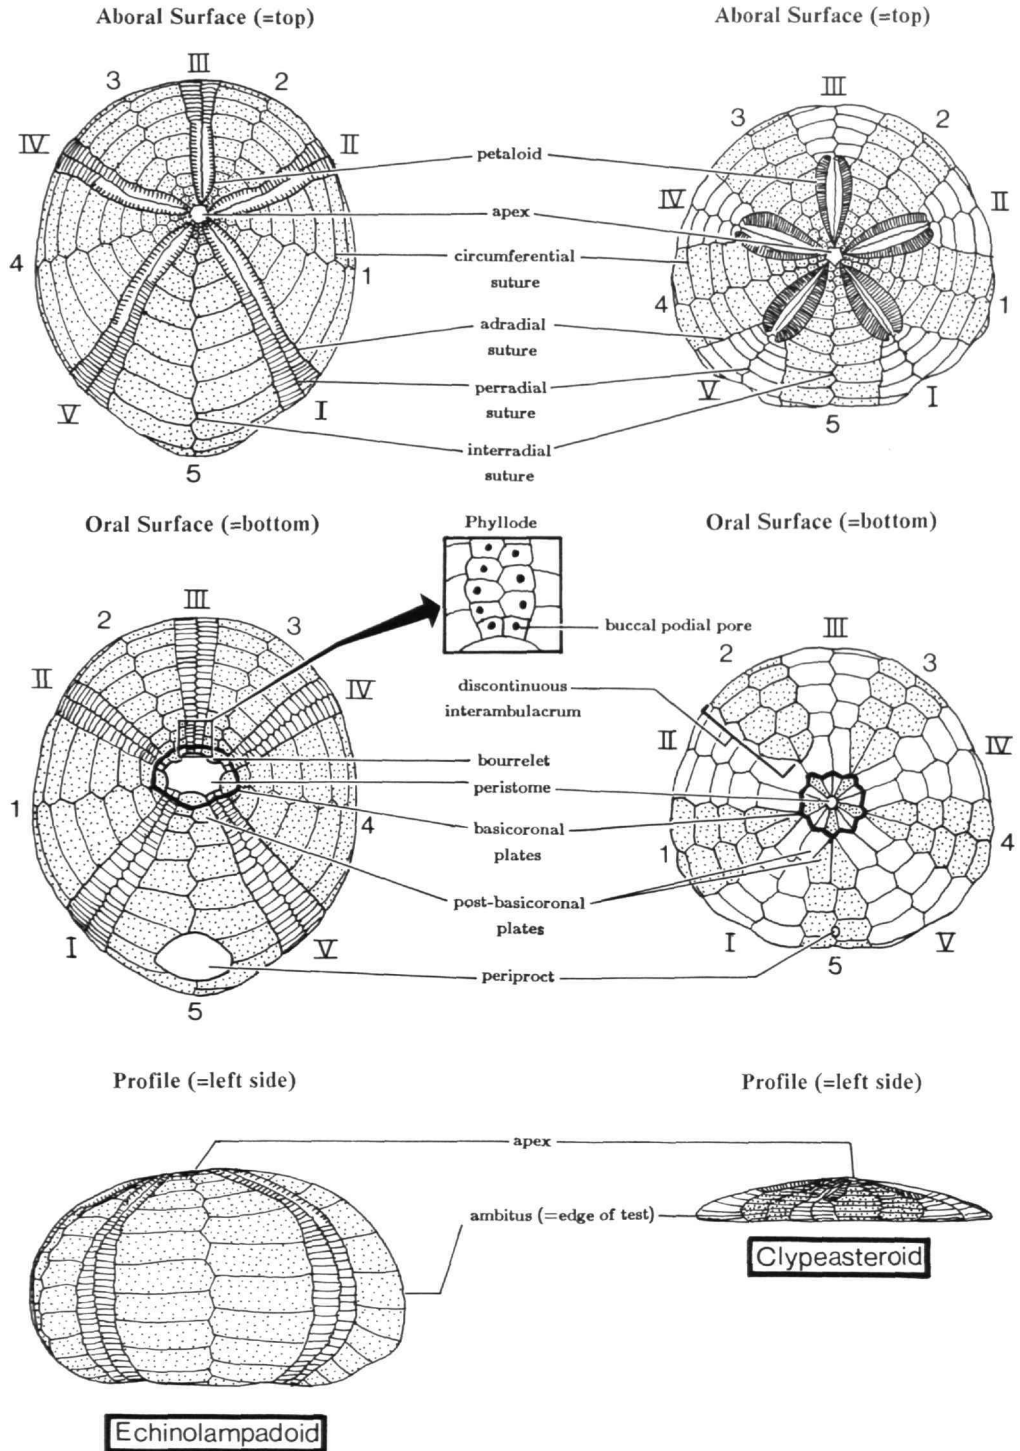 Aboral Surface (=top)
Aboral Surface (=top)
III
3
2
IV
II
4
1
V
I
5
III
3
2
IV
II
4
1
V
I
5
petaloid
apex
circumferential
suture
adradial
suture
perradial
suture
interradial
suture
Oral Surface (=bottom)
Phyllode
Oral Surface (=bottom)
III
2
3
II
IV
1
4
I
V
5
buccal podial pore
discontinuous
interambulacrum
bourrelet
peristome
basicoronal
plates
post-basicoronal
plates
periproct
III
2
3
II
IV
1
4
I
V
5
Profile (=left side)
Profile (=left side)
apex
ambitus (=edge of test)
Clypeasteroid
Echinolampadoid